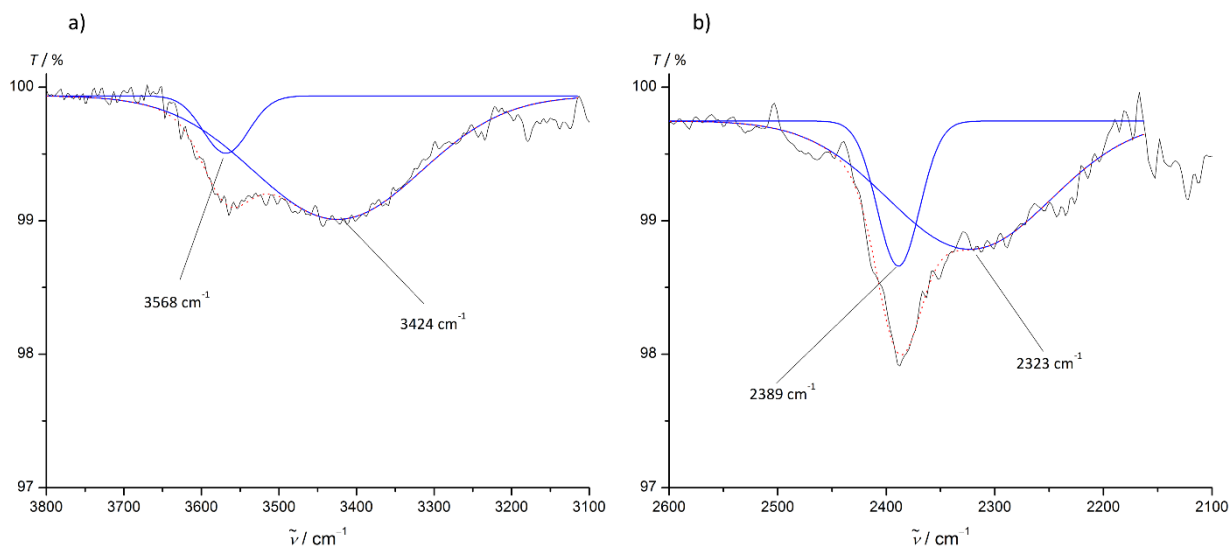 a)
T / %
100
99
98
97
3568 cm⁻¹
3424 cm⁻¹
3800 3700 3600 3500 3400 3300 3200 3100
ν̃ / cm⁻¹
b)
T / %
100
99
98
97
2389 cm⁻¹
2323 cm⁻¹
2600 2500 2400 2300 2200 2100
ν̃ / cm⁻¹